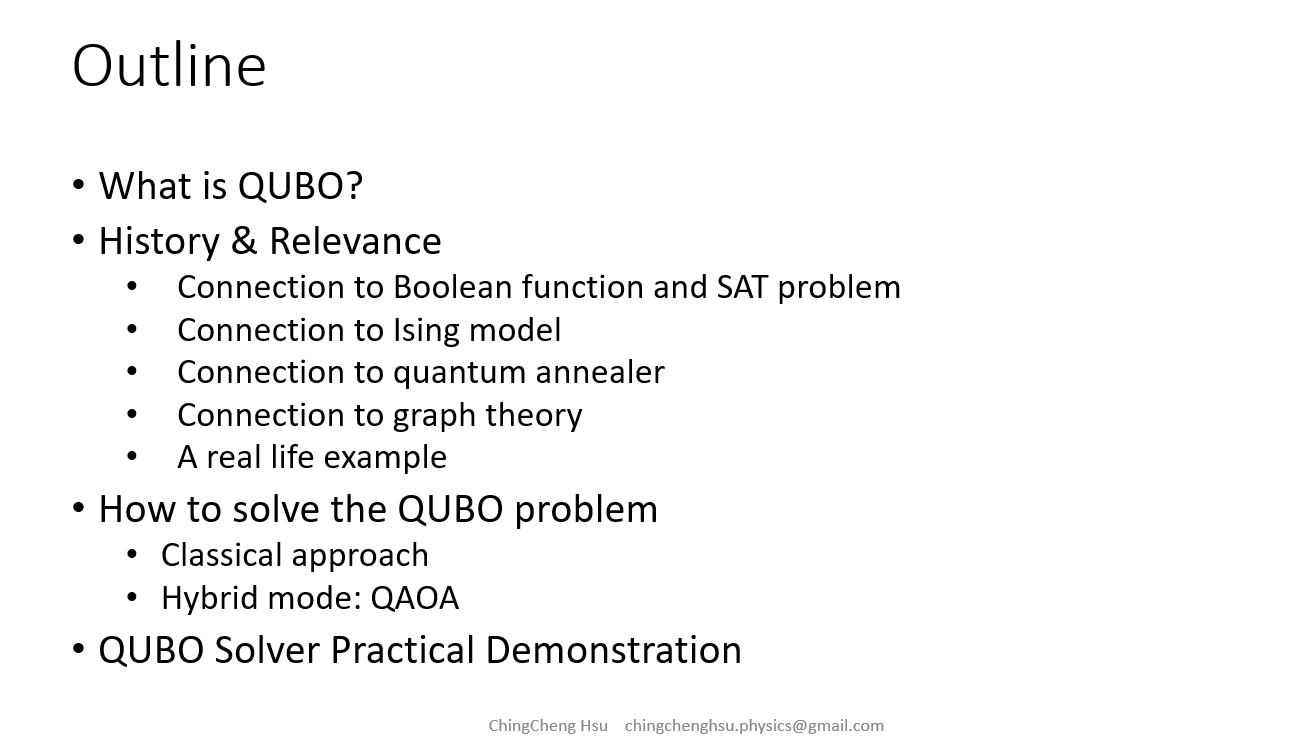 Outline
• What is QUBO?
• History & Relevance
• Connection to Boolean function and SAT problem
• Connection to Ising model
• Connection to quantum annealer
• Connection to graph theory
• A real life example
• How to solve the QUBO problem
• Classical approach
• Hybrid mode: QAOA
• QUBO Solver Practical Demonstration
ChingCheng Hsu chingchenghsu.physics@gmail.com